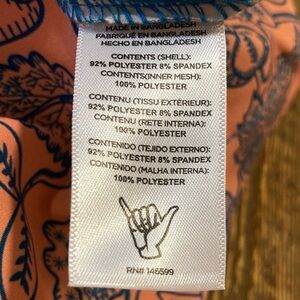 MADE IN BANGLADESH
FABRIQUÉ EN BANGLADESH
HECHO EN BANGLADESH
CONTENTS (SHELL):
92% POLYESTER 8% SPANDEX
CONTENTS(INNER MESH):
100% POLYESTER
CONTENU (TISSU EXTÉRIEUR):
92% POLYESTER 8% SPANDEX
CONTENU (RETE INTERNA):
100% POLYESTER
CONTENIDO (TEJIDO EXTERNO):
92% POLYESTER 8% SPANDEX
CONTENIDO (MALHA INTERNA):
100% POLYESTER
RN# 146599